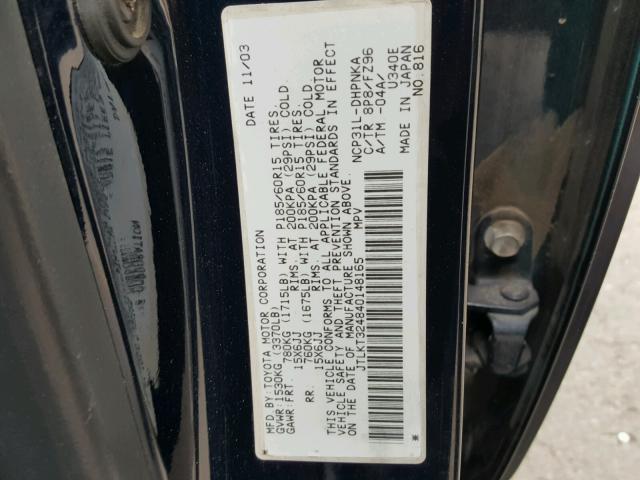 MFD.BY:TOYOTA MOTOR CORPORATION DATE 11/03
GVWR:1530KG(3370LB)
GAWR:FRT. 780KG (1715LB) WITH P185/60R15 TIRES,
15X6JJ RIMS, AT 200KPA (29PSI) COLD
RR. 760KG (1675LB) WITH P185/60R15 TIRES
15X6JJ RIMS, AT 200KPA (29PSI) COLD
THIS VEHICLE CONFORMS TO ALL APPLICABLE FEDERAL MOTOR
VEHICLE SAFETY AND THEFT PREVENTION STANDARDS IN EFFECT
ON THE DATE OF MANUFACTURE SHOWN ABOVE.
JTLKT324840148165 MPV
NCP31L-DHPNKA
C/TR 8P8/FZ96
A/TM -04A/ U340E
MADE IN JAPAN
NO.816